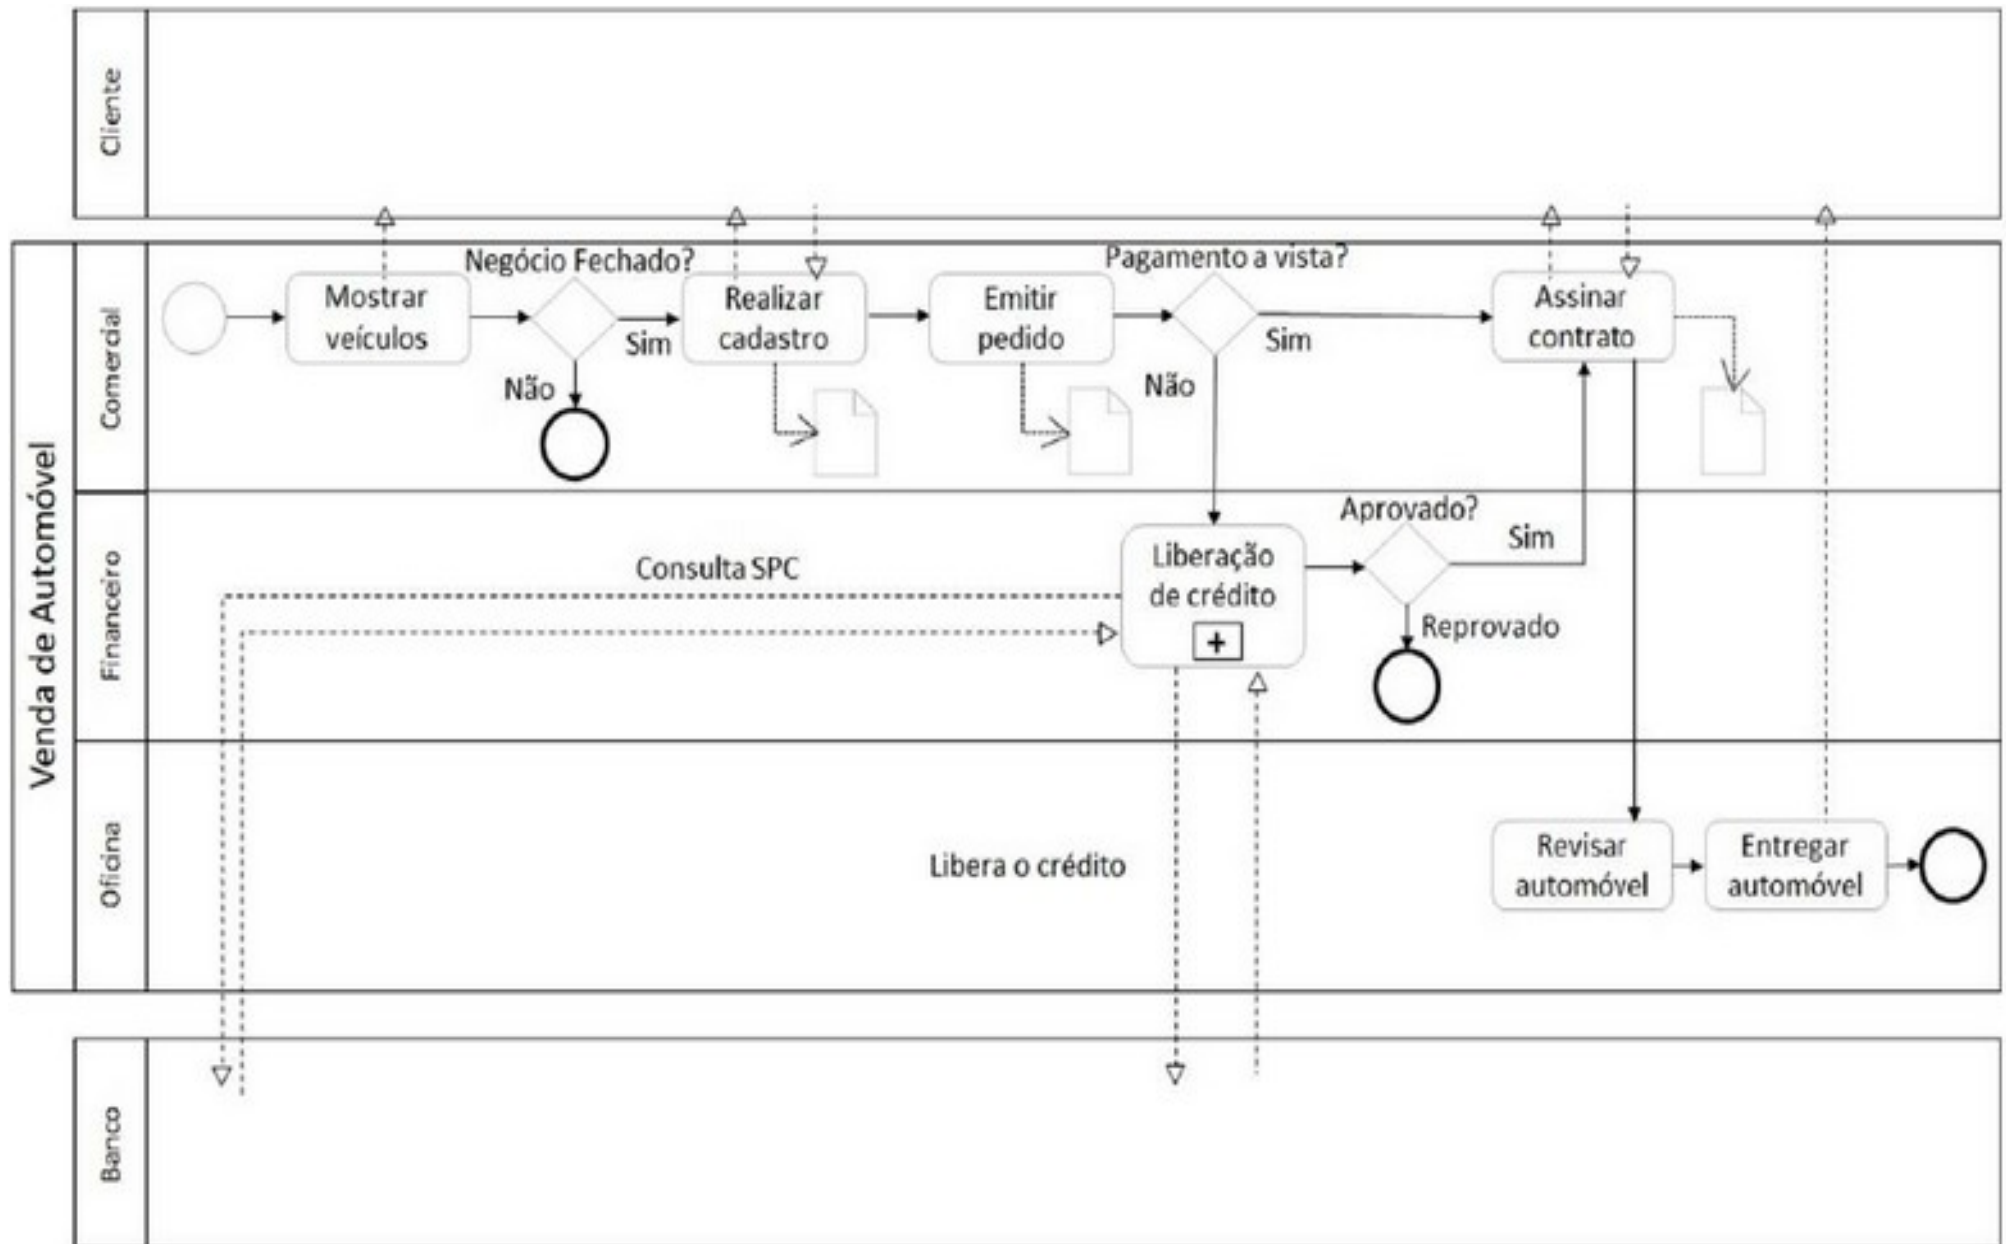 Cliente
Venda de Automóvel
Comercial
Negócio Fechado?
Pagamento a vista?
Mostrar
veículos
Sim
Não
Realizar
cadastro
Emitir
pedido
Sim
Não
Assinar
contrato
Financeiro
Consulta SPC
Liberação
de crédito
+
Aprovado?
Sim
Reprovado
Oficina
Libera o crédito
Revisar
automóvel
Entregar
automóvel
Banco